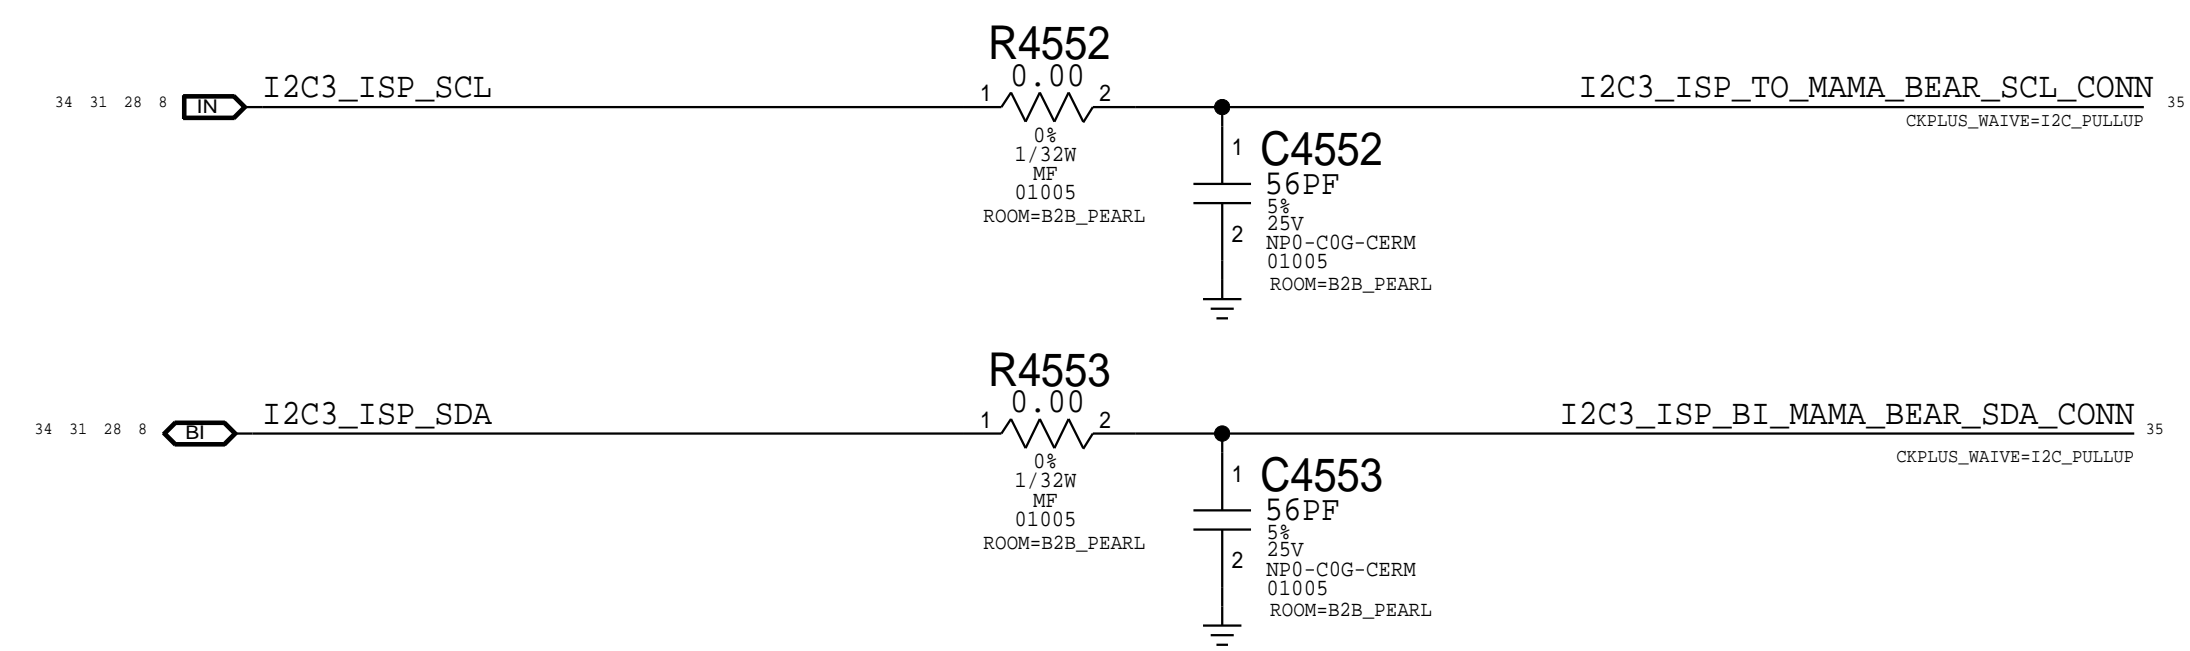 R4552
0.00
34 31 28 8 IN I2C3_ISP_SCL 1 2 I2C3_ISP_TO_MAMA_BEAR_SCL_CONN 35
CKPLUS_WAIVE=I2C_PULLUP
0%
1/32W
MF
01005
ROOM=B2B_PEARL
1 C4552
56PF
5%
25V
2 NP0-C0G-CERM
01005
ROOM=B2B_PEARL
R4553
0.00
34 31 28 8 BI I2C3_ISP_SDA 1 2 I2C3_ISP_BI_MAMA_BEAR_SDA_CONN 35
CKPLUS_WAIVE=I2C_PULLUP
0%
1/32W
MF
01005
ROOM=B2B_PEARL
1 C4553
56PF
5%
25V
2 NP0-C0G-CERM
01005
ROOM=B2B_PEARL